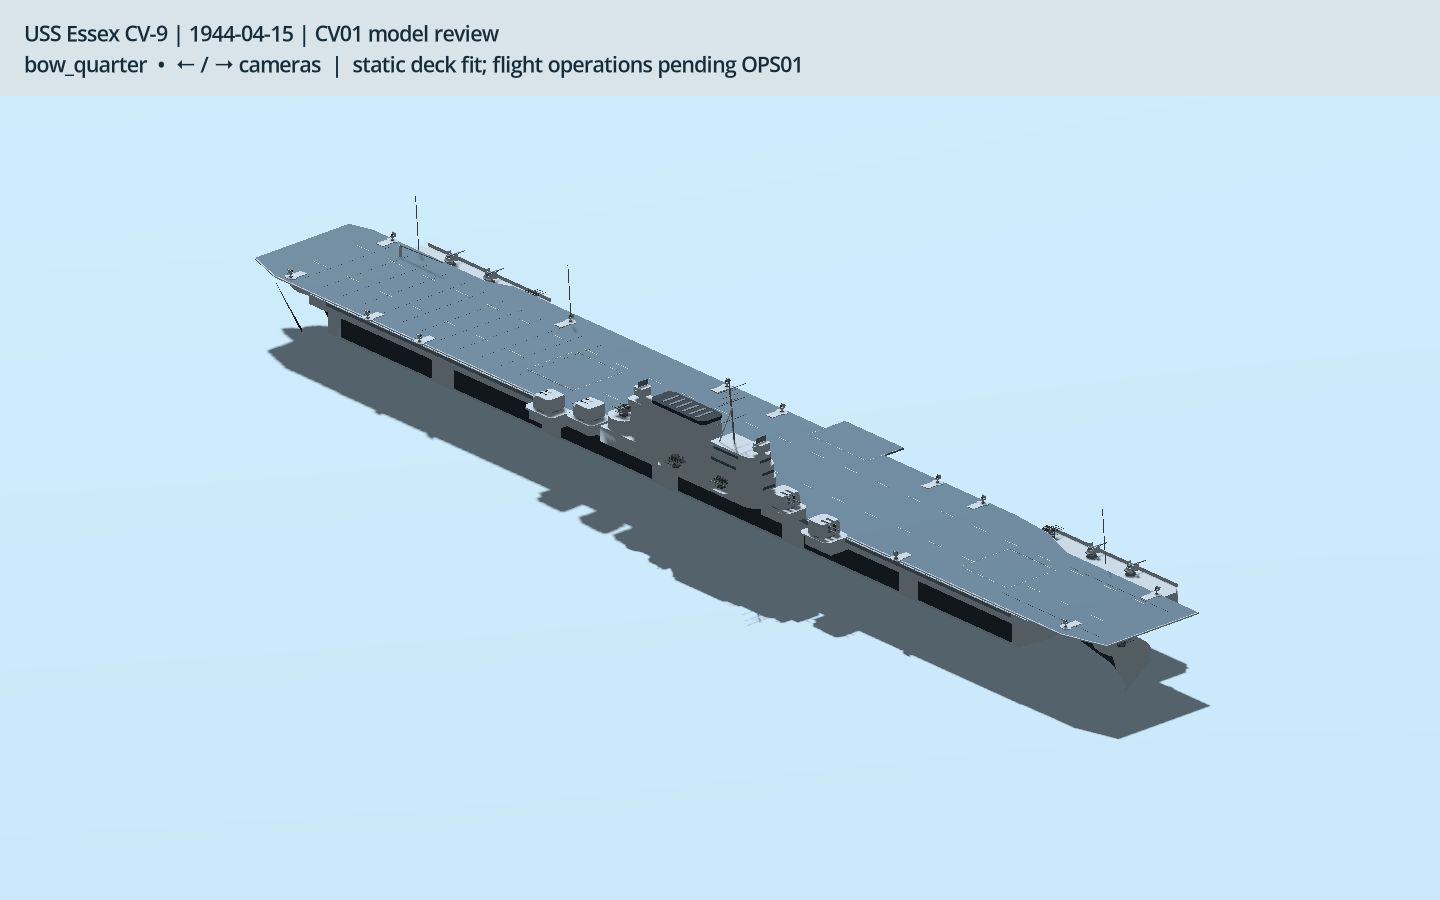 USS Essex CV-9 | 1944-04-15 | CV01 model review
bow_quarter • ← / → cameras | static deck fit; flight operations pending OPS01